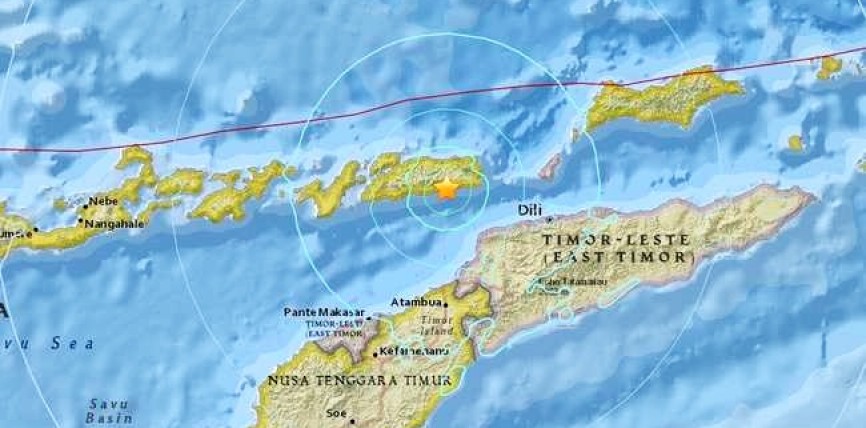 Nebe
Nangahale
Dili
TIMOR-LESTE
(EAST TIMOR)
Atambua
Pante Makasar
TIMOR-LESTE
(EAST TIMOR)
Timor
Island
Kefamenanu
NUSA TENGGARA TIMUR
Soe
A
vu Sea
Savu
Basin